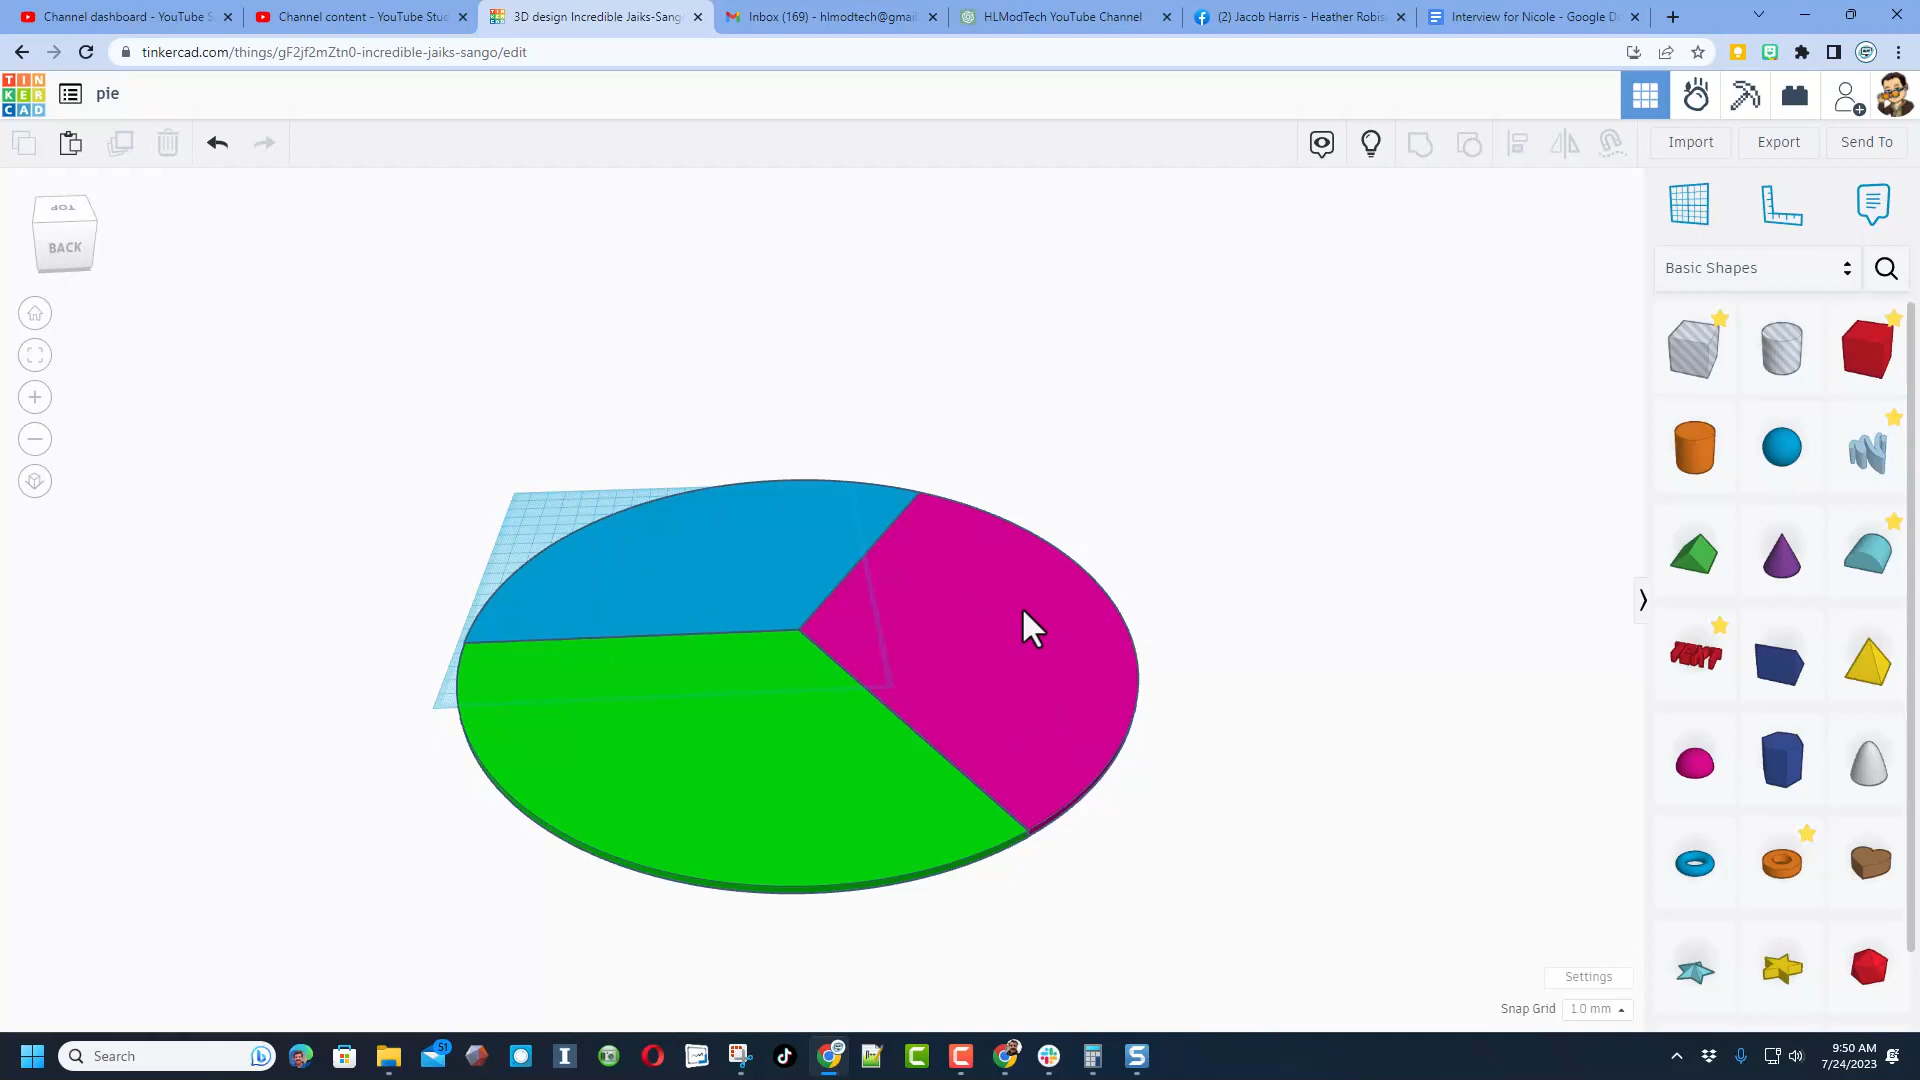 Channel dashboard - YouTube S
Channel content - YouTube Stud
3D design Incredible Jaiks-Sang
Inbox (169) - hlmodtech@gmail
HLModTech YouTube Channel
(2) Jacob Harris - Heather Robis
Interview for Nicole - Google Do
tinkercad.com/things/gF2jf2mZtn0-incredible-jaiks-sango/edit
TIN
KER
CAD
pie
Import
Export
Send To
TOP
BACK
Basic Shapes
TEXT
Settings
Snap Grid
1.0 mm
Search
51
9:50 AM
7/24/2023